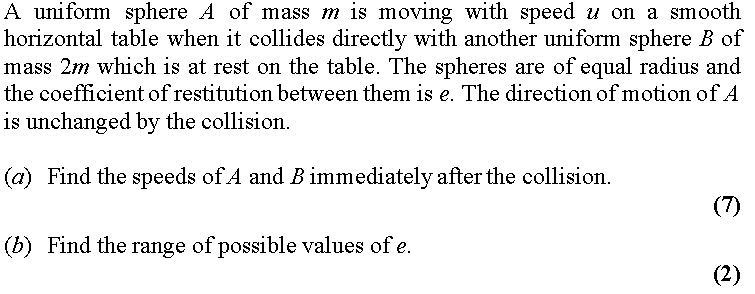 A uniform sphere A of mass m is moving with speed u on a smooth
horizontal table when it collides directly with another uniform sphere B of
mass 2m which is at rest on the table. The spheres are of equal radius and
the coefficient of restitution between them is e. The direction of motion of A
is unchanged by the collision.
(a) Find the speeds of A and B immediately after the collision.
(7)
(b) Find the range of possible values of e.
(2)